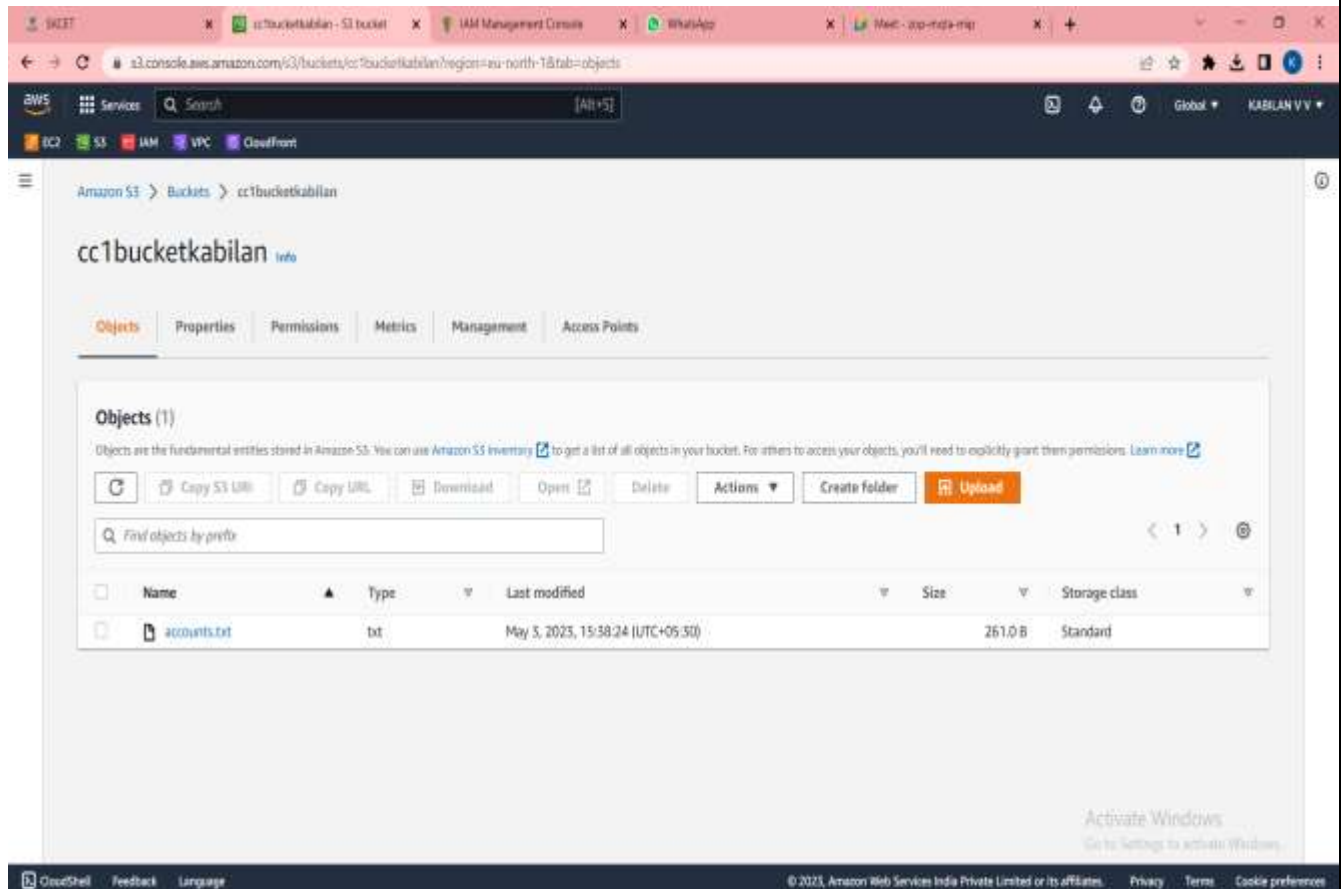 SKCET cc1bucketkabilan - S3 bucket IAM Management Console WhatsApp
s3.console.aws.amazon.com/s3/buckets/cc1bucketkabilan?region=eu-north-1&tab=objects
aws Services Search [Alt+S] Global KABILAN V V
EC2 S3 IAM VPC CloudFront
Amazon S3 > Buckets > cc1bucketkabilan
cc1bucketkabilan Info
Objects Properties Permissions Metrics Management Access Points
Objects (1)
Objects are the fundamental entities stored in Amazon S3. You can use Amazon S3 inventory to get a list of all objects in your bucket. For others to access your objects, you'll need to explicitly grant them permissions. Learn more
Copy S3 URI Copy URL Download Open Delete Actions Create folder Upload
Find objects by prefix
< 1 >
Name Type Last modified Size Storage class
accounts.txt txt May 3, 2023, 15:38:24 (UTC+05:30) 261.0 B Standard
Activate Windows
Go to Settings to activate Windows.
CloudShell Feedback Language © 2023, Amazon Web Services India Private Limited or its affiliates. Privacy Terms Cookie preferences